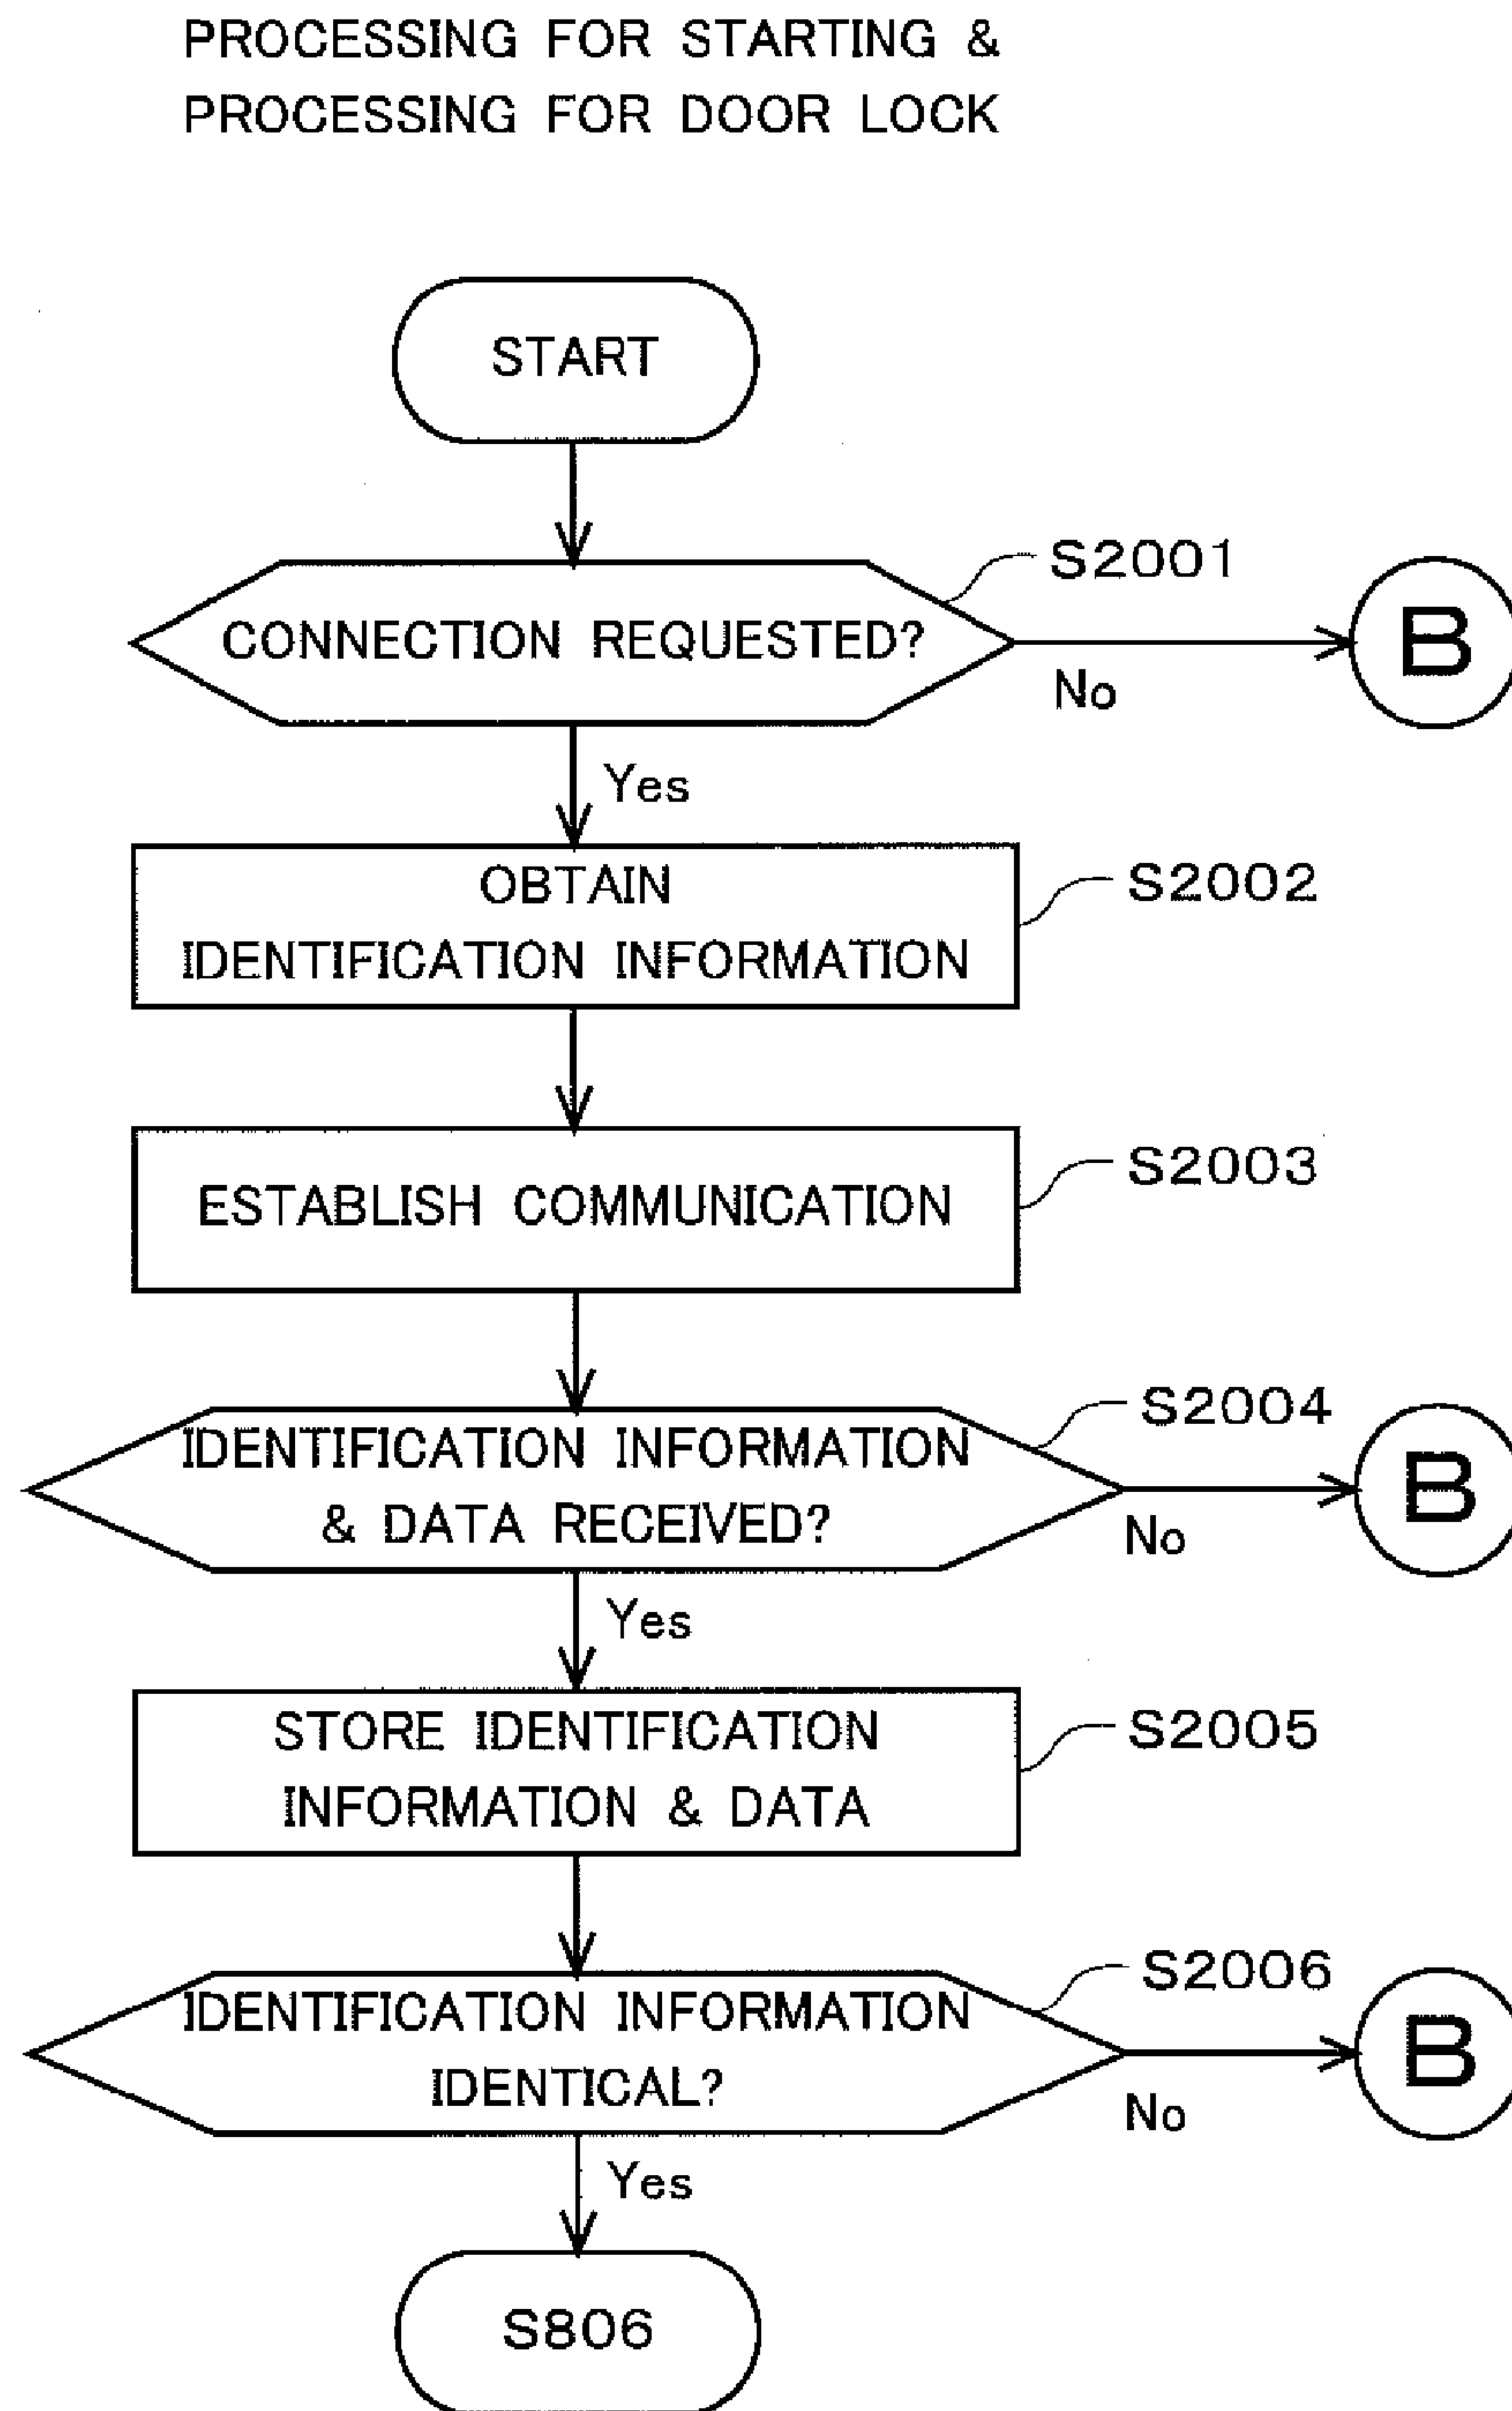 PROCESSING FOR STARTING &
PROCESSING FOR DOOR LOCK
START
S2001
CONNECTION REQUESTED?
B
No
Yes
S2002
OBTAIN
IDENTIFICATION INFORMATION
S2003
ESTABLISH COMMUNICATION
S2004
IDENTIFICATION INFORMATION
& DATA RECEIVED?
B
No
Yes
S2005
STORE IDENTIFICATION
INFORMATION & DATA
S2006
IDENTIFICATION INFORMATION
IDENTICAL?
B
No
Yes
S806